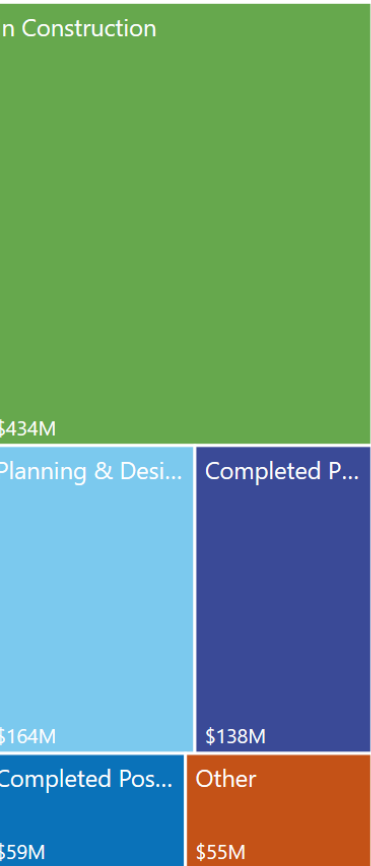 n Construction
$434M
Planning & Desi...
Completed P...
$164M
$138M
Completed Pos...
Other
$59M
$55M